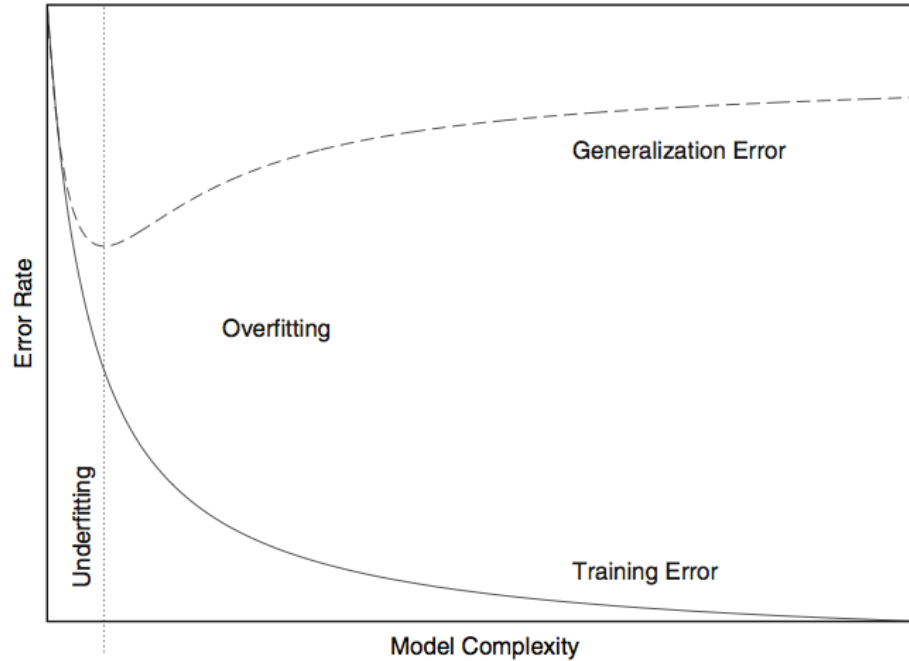 Generalization Error
Error Rate
Overfitting
Underfitting
Training Error
Model Complexity